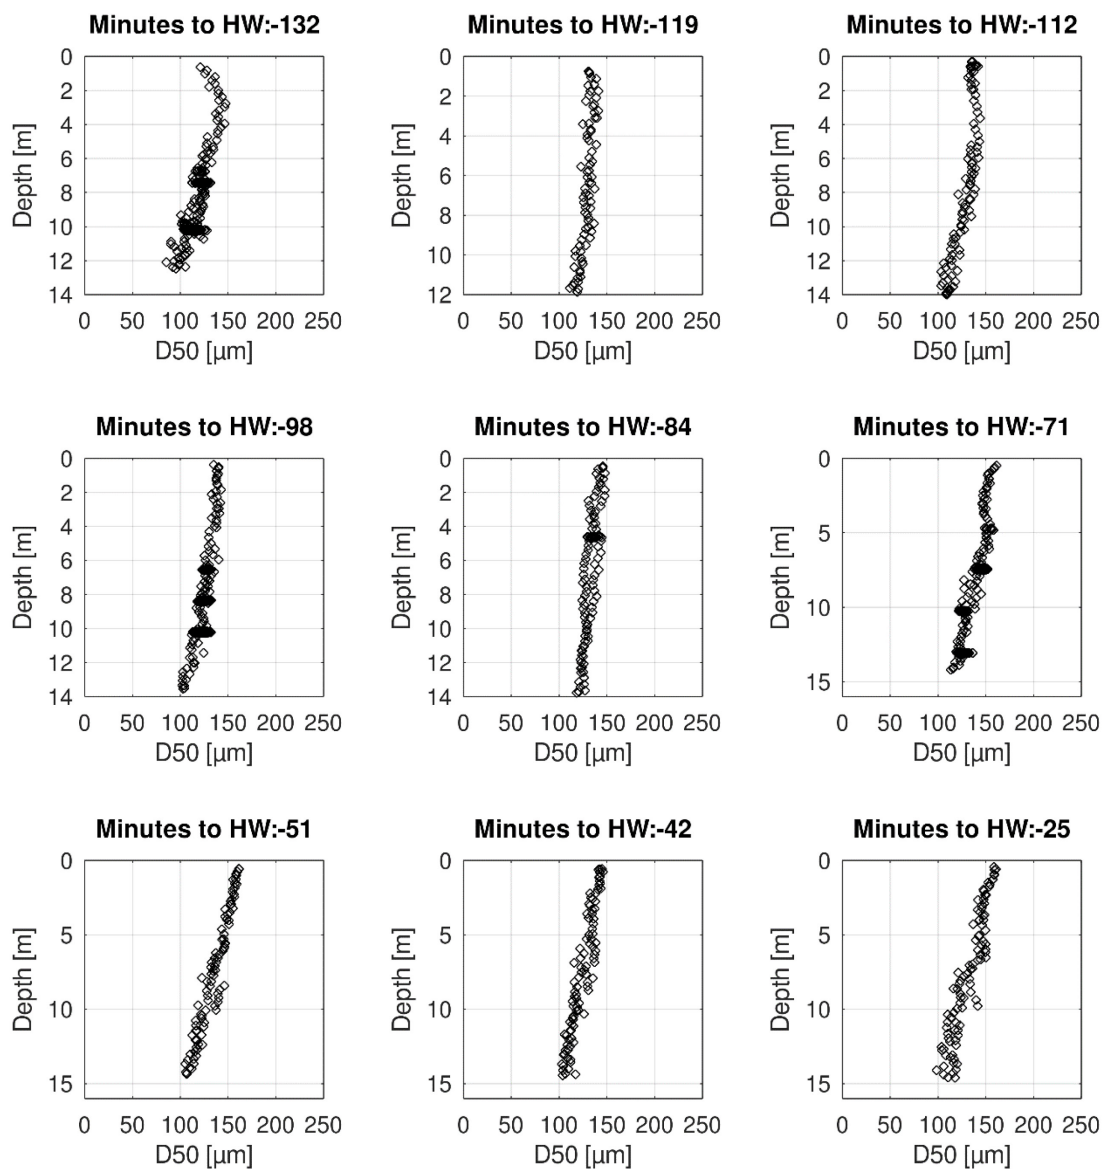 Minutes to HW:-132
Minutes to HW:-119
Minutes to HW:-112
Depth [m]
0
2
4
6
8
10
12
14
0 50 100 150 200 250
D50 [µm]
Depth [m]
0
2
4
6
8
10
12
0 50 100 150 200 250
D50 [µm]
Depth [m]
0
2
4
6
8
10
12
14
0 50 100 150 200 250
D50 [µm]
Minutes to HW:-98
Minutes to HW:-84
Minutes to HW:-71
Depth [m]
0
2
4
6
8
10
12
14
0 50 100 150 200 250
D50 [µm]
Depth [m]
0
2
4
6
8
10
12
14
0 50 100 150 200 250
D50 [µm]
Depth [m]
0
5
10
15
0 50 100 150 200 250
D50 [µm]
Minutes to HW:-51
Minutes to HW:-42
Minutes to HW:-25
Depth [m]
0
5
10
15
0 50 100 150 200 250
D50 [µm]
Depth [m]
0
5
10
15
0 50 100 150 200 250
D50 [µm]
Depth [m]
0
5
10
15
0 50 100 150 200 250
D50 [µm]